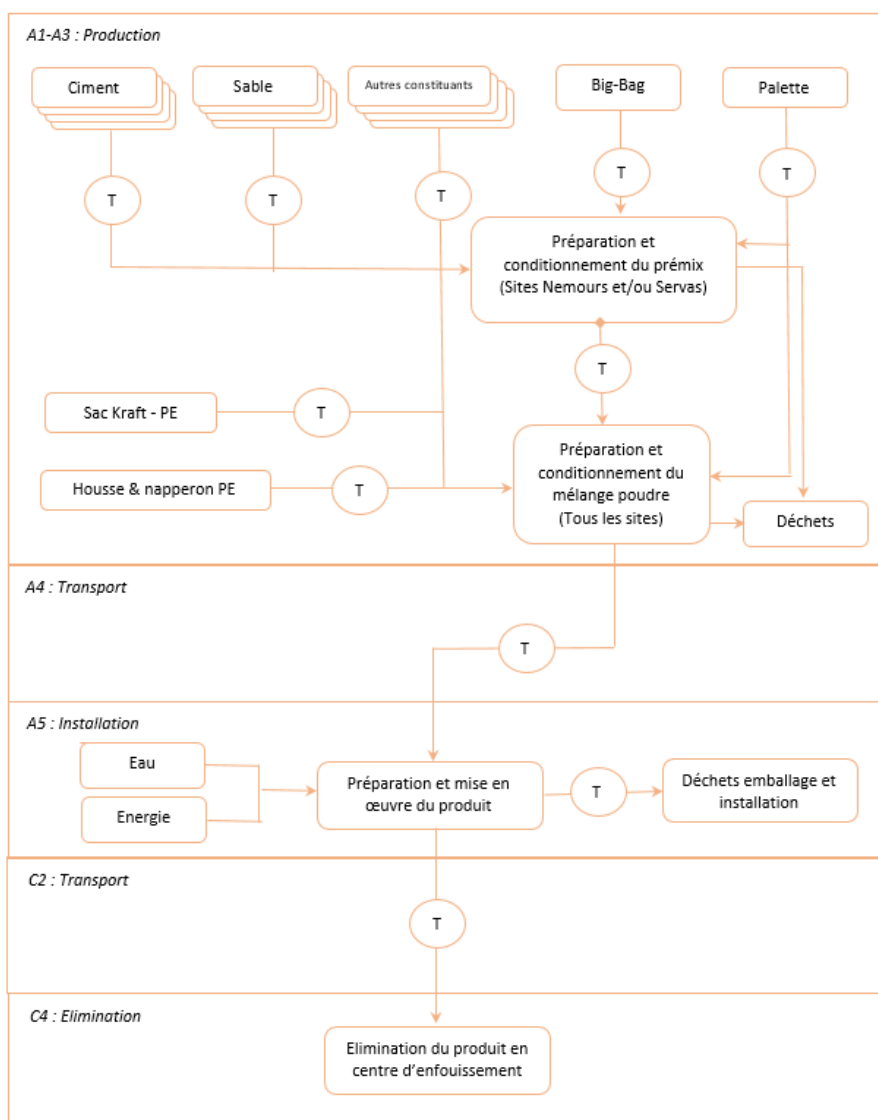 A1-A3 : Production
Ciment
Sable
Autres constituants
Big-Bag
Palette
T
T
T
T
T
Préparation et
conditionnement du prémix
(Sites Nemours et/ou Servas)
T
Sac Kraft - PE
T
Préparation et
conditionnement du
mélange poudre
(Tous les sites)
Housse & napperon PE
T
Déchets
A4 : Transport
T
A5 : Installation
Eau
Energie
Préparation et mise en
œuvre du produit
T
Déchets emballage et
installation
C2 : Transport
T
C4 : Elimination
Elimination du produit en
centre d’enfouissement